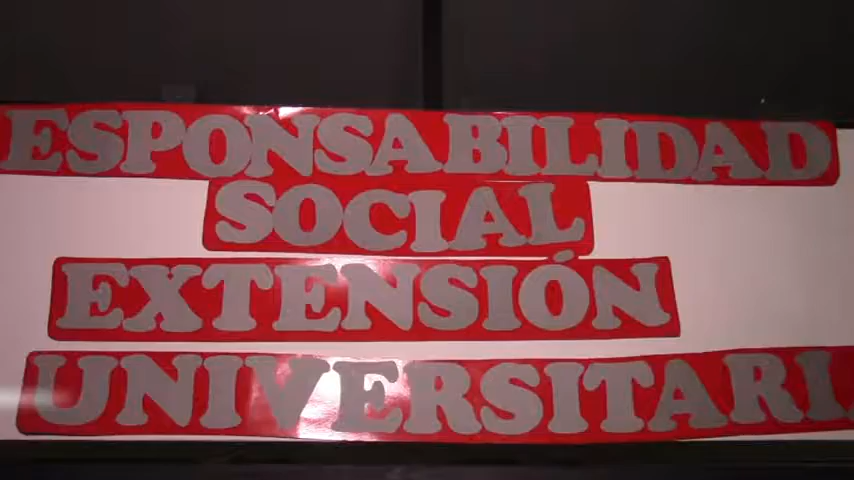 ESPONSABILIDAD
SOCIAL
EXTENSIÓN
UNIVERSITARI